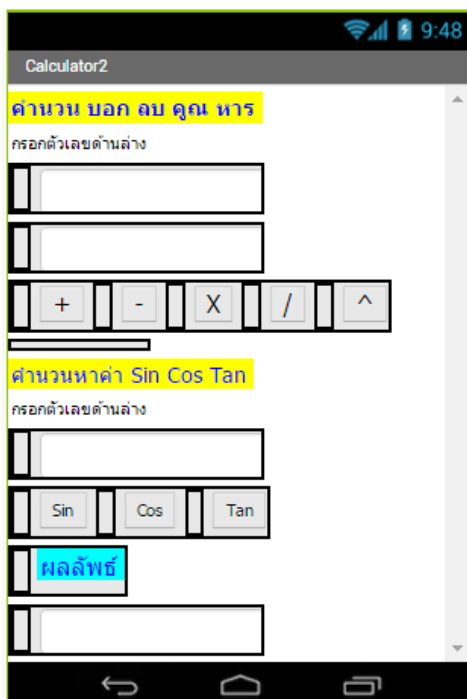 9:48
Calculator2
คำนวน บอก ลบ คูณ หาร
กรอกตัวเลขด้านล่าง
+ - X / ^
ศำนวนหาค่า Sin Cos Tan
กรอกตัวเลขด้านล่าง
Sin Cos Tan
ผลลัพธ์